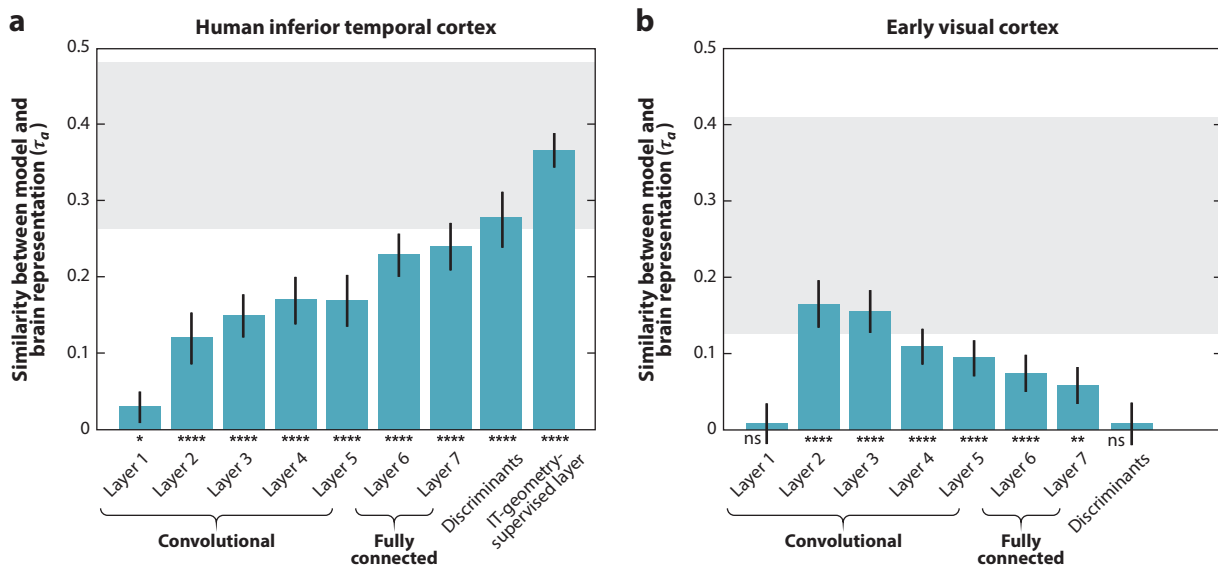 a
Human inferior temporal cortex
Similarity between model and
brain representation (τa)
0.5
0.4
0.3
0.2
0.1
0
*
****
****
****
****
****
****
****
****
Layer 1
Layer 2
Layer 3
Layer 4
Layer 5
Layer 6
Layer 7
Discriminants
IT-geometry-
supervised layer
Convolutional
Fully
connected
b
Early visual cortex
Similarity between model and
brain representation (τa)
0.5
0.4
0.3
0.2
0.1
0
ns
****
****
****
****
****
**
ns
Layer 1
Layer 2
Layer 3
Layer 4
Layer 5
Layer 6
Layer 7
Discriminants
Convolutional
Fully
connected